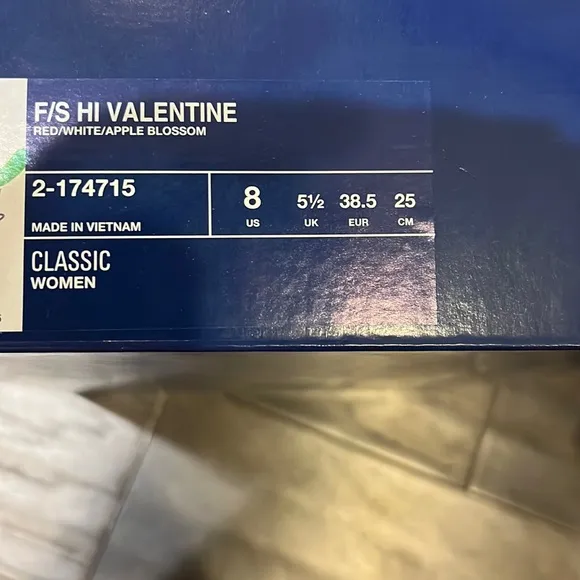 F/S HI VALENTINE
RED/WHITE/APPLE BLOSSOM
2-174715
MADE IN VIETNAM
8 5½ 38.5 25
US UK EUR CM
CLASSIC
WOMEN